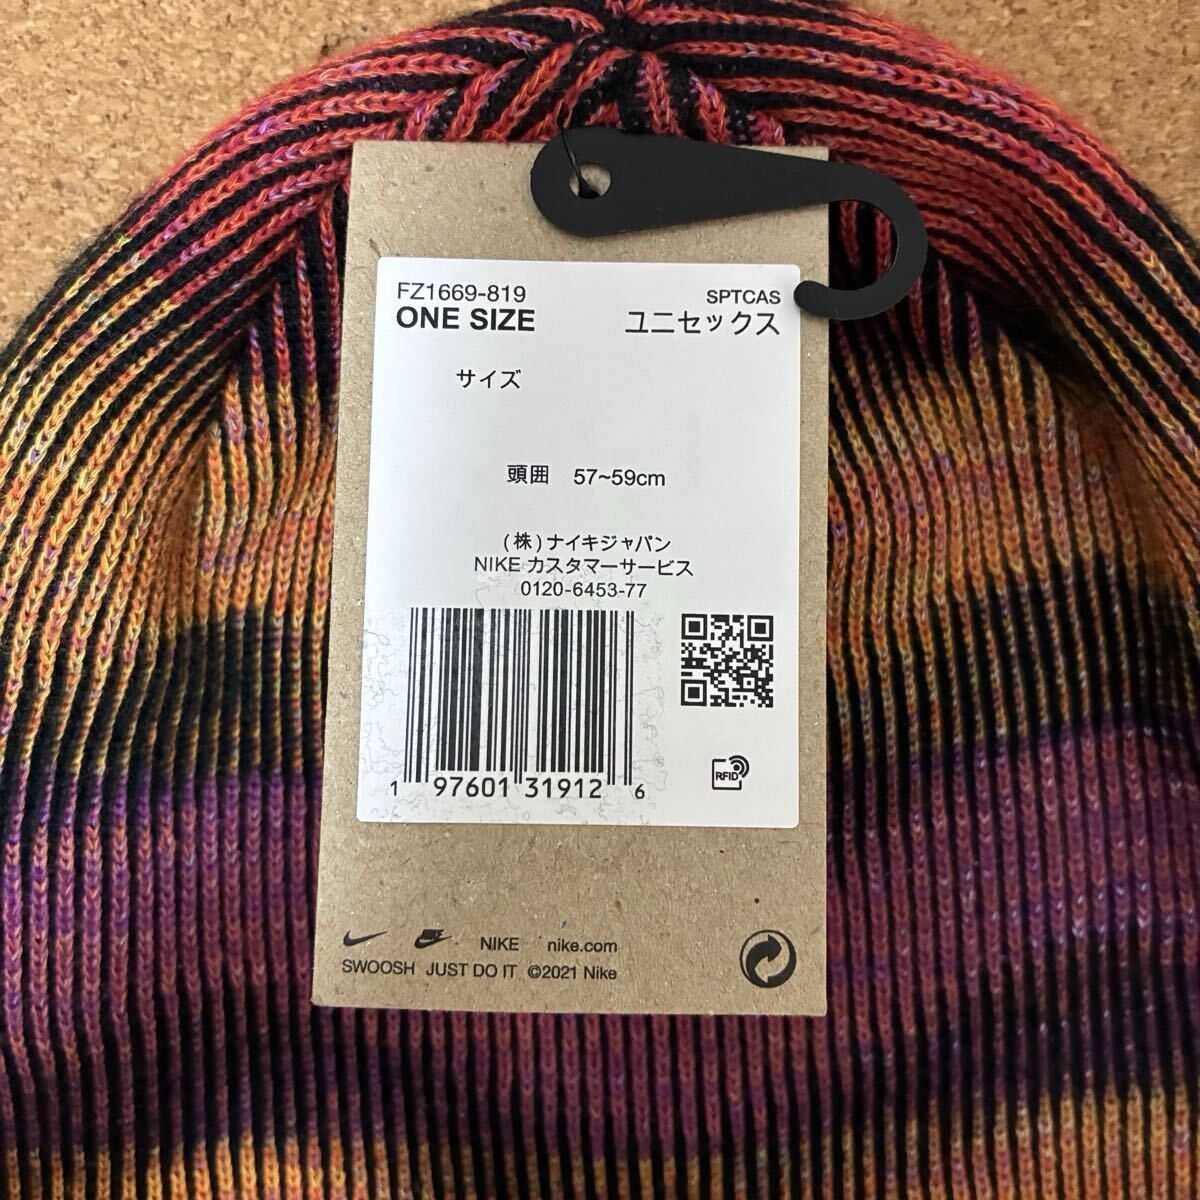 FZ1669-819
ONE SIZE
SPTCAS
ユニセックス
サイズ
頭囲 57~59cm
(株)ナイキジャパン
NIKE カスタマーサービス
0120-6453-77
1 97601 31912 6
RFID
NIKE nike.com
SWOOSH JUST DO IT ©2021 Nike